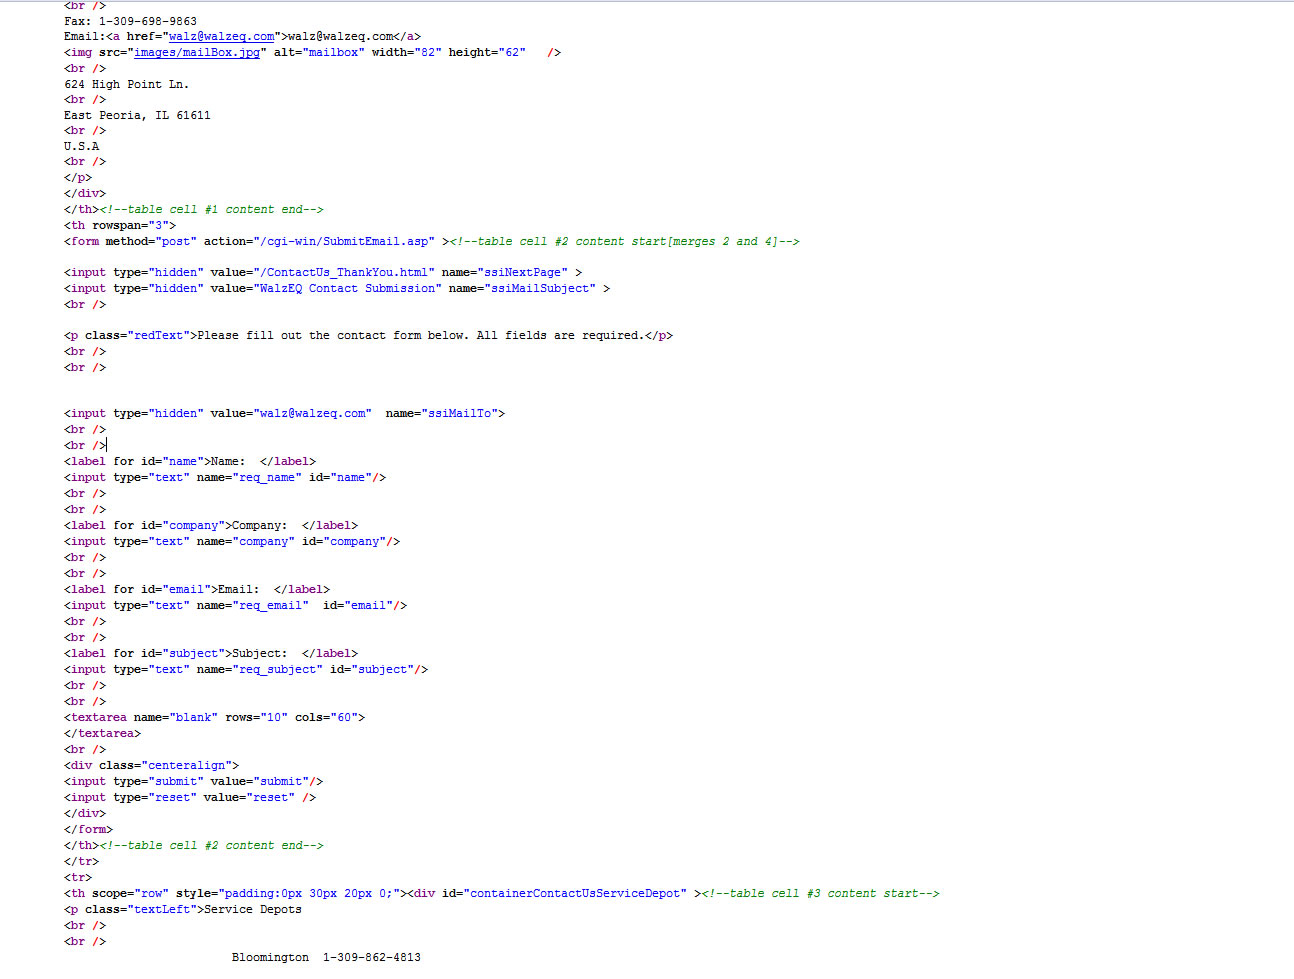 <br />
Fax: 1-309-698-9863
Email:<a href="walz@walzeq.com">walz@walzeq.com</a>
<img src="images/mailBox.jpg" alt="mailbox" width="82" height="62"   />
<br />
624 High Point Ln.
<br />
East Peoria, IL 61611
<br />
U.S.A
<br />
</p>
</div>
</th><!--table cell #1 content end-->
<th rowspan="3">
<form method="post" action="/cgi-win/SubmitEmail.asp" ><!--table cell #2 content start[merges 2 and 4]-->
<input type="hidden" value="/ContactUs_ThankYou.html" name="ssiNextPage" >
<input type="hidden" value="WalzEQ Contact Submission" name="ssiMailSubject" >
<br />
<p class="redText">Please fill out the contact form below. All fields are required.</p>
<br />
<br />
<input type="hidden" value="walz@walzeq.com"  name="ssiMailTo">
<br />
<br />
<label for id="name">Name:  </label>
<input type="text" name="req_name" id="name"/>
<br />
<br />
<label for id="company">Company:  </label>
<input type="text" name="company" id="company"/>
<br />
<br />
<label for id="email">Email:  </label>
<input type="text" name="req_email"  id="email"/>
<br />
<br />
<label for id="subject">Subject:  </label>
<input type="text" name="req_subject" id="subject"/>
<br />
<br />
<textarea name="blank" rows="10" cols="60">
</textarea>
<br />
<div class="centeralign">
<input type="submit" value="submit"/>
<input type="reset" value="reset" />
</div>
</form>
</th><!--table cell #2 content end-->
</tr>
<tr>
<th scope="row" style="padding:0px 30px 20px 0;"><div id="containerContactUsServiceDepot" ><!--table cell #3 content start-->
<p class="textLeft">Service Depots
<br />
<br />
Bloomington  1-309-862-4813